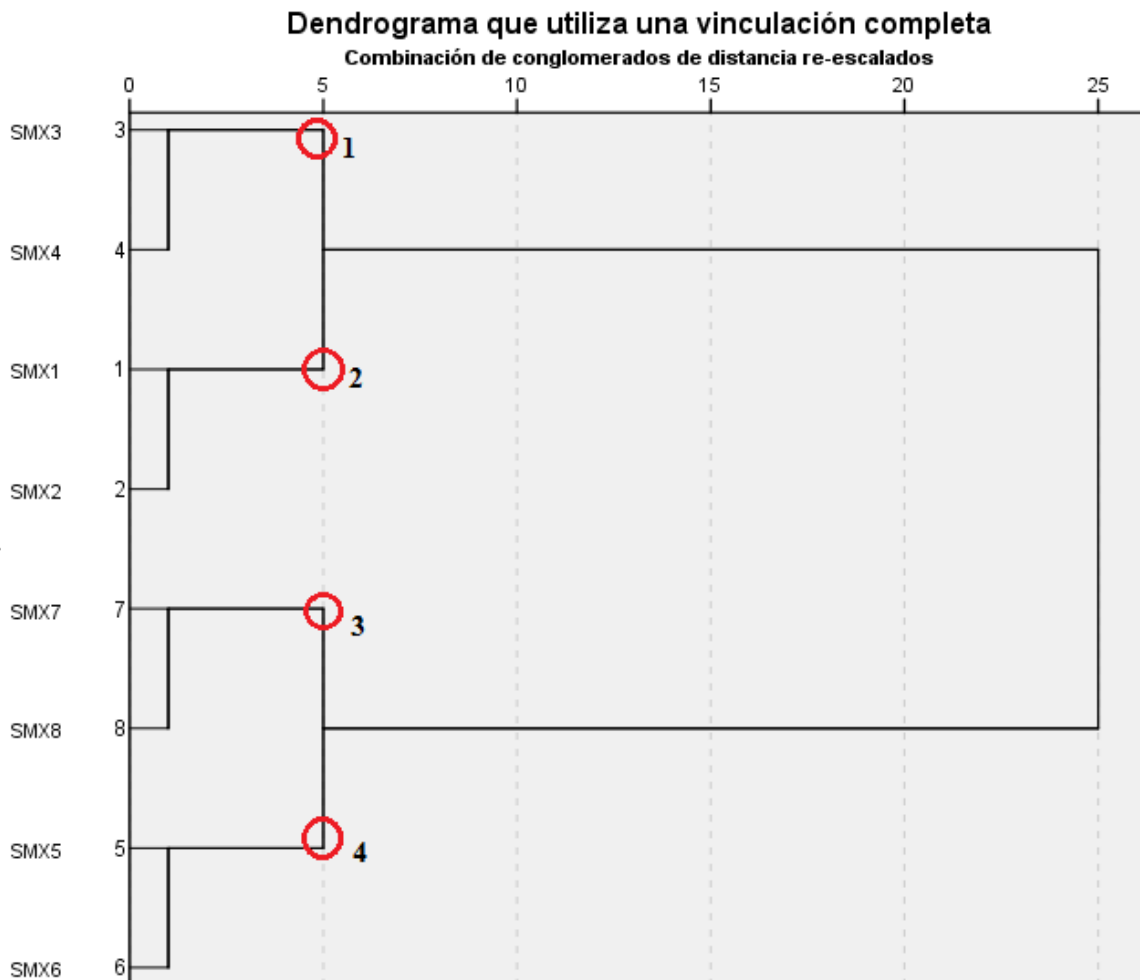 Dendrograma que utiliza una vinculación completa
Combinación de conglomerados de distancia re-escalados
0 5 10 15 20 25
SMX3 3
1
SMX4 4
SMX1 1
2
SMX2 2
SMX7 7
3
SMX8 8
SMX5 5
4
SMX6 6